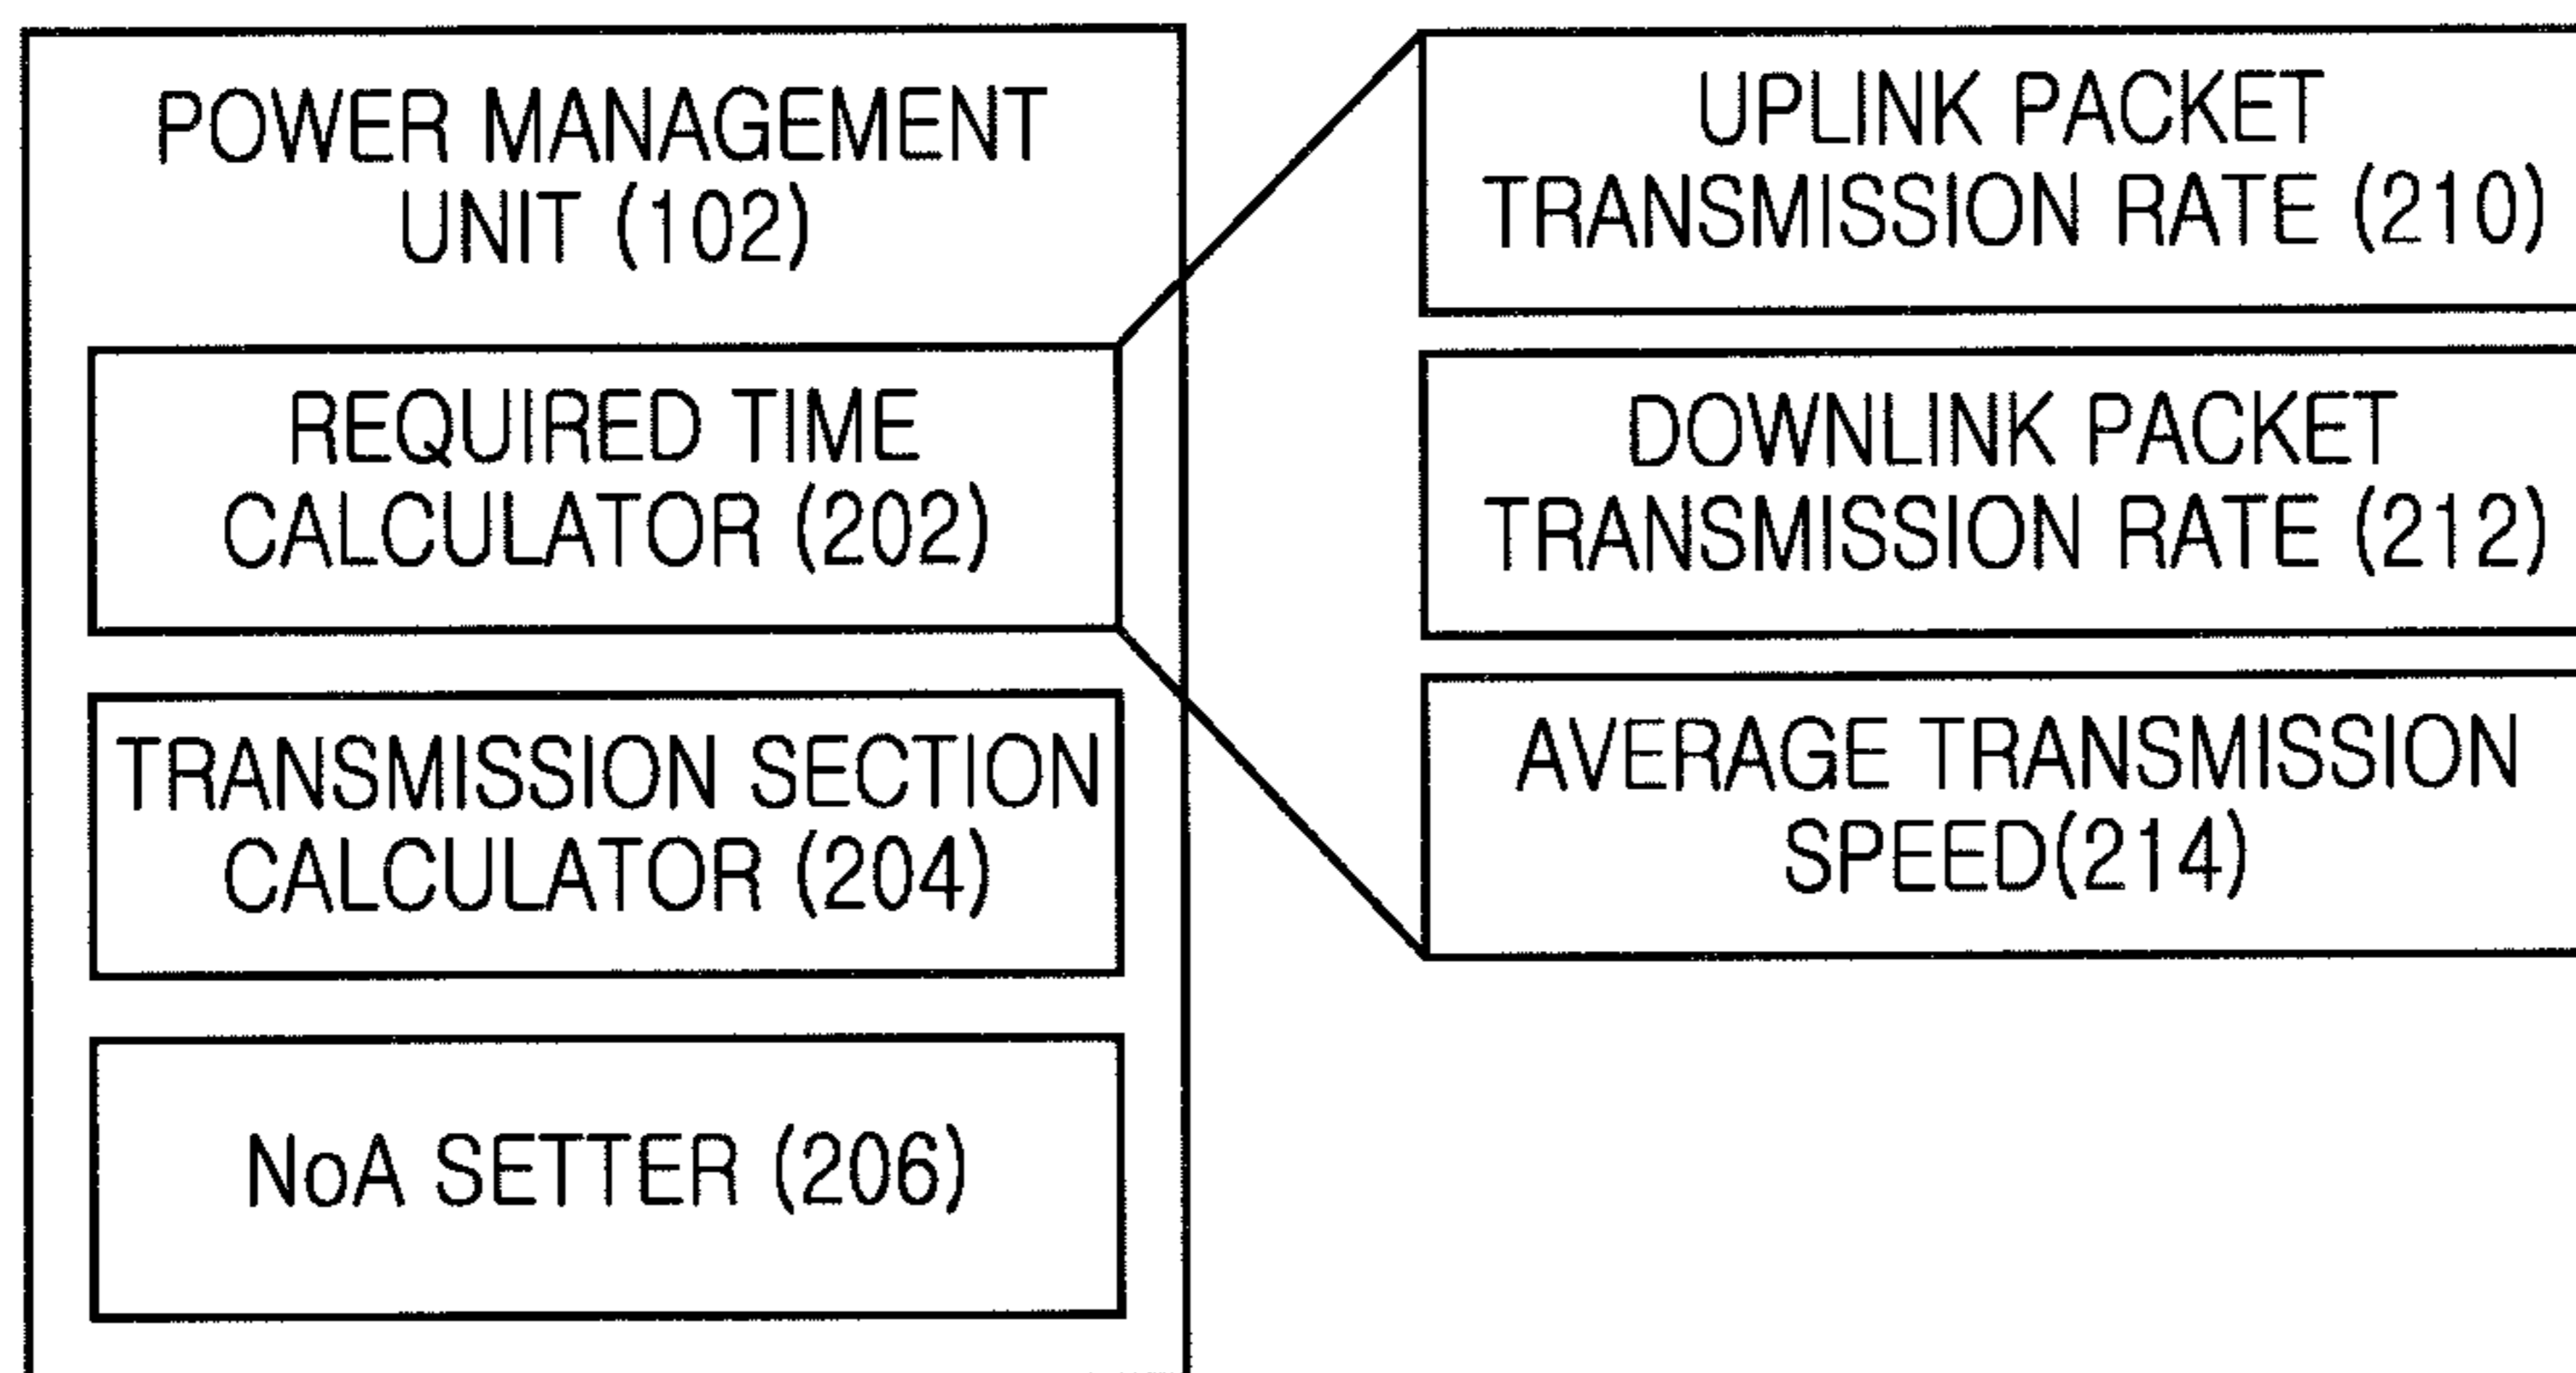 POWER MANAGEMENT
UNIT (102)
REQUIRED TIME
CALCULATOR (202)
TRANSMISSION SECTION
CALCULATOR (204)
NoA SETTER (206)
UPLINK PACKET
TRANSMISSION RATE (210)
DOWNLINK PACKET
TRANSMISSION RATE (212)
AVERAGE TRANSMISSION
SPEED(214)